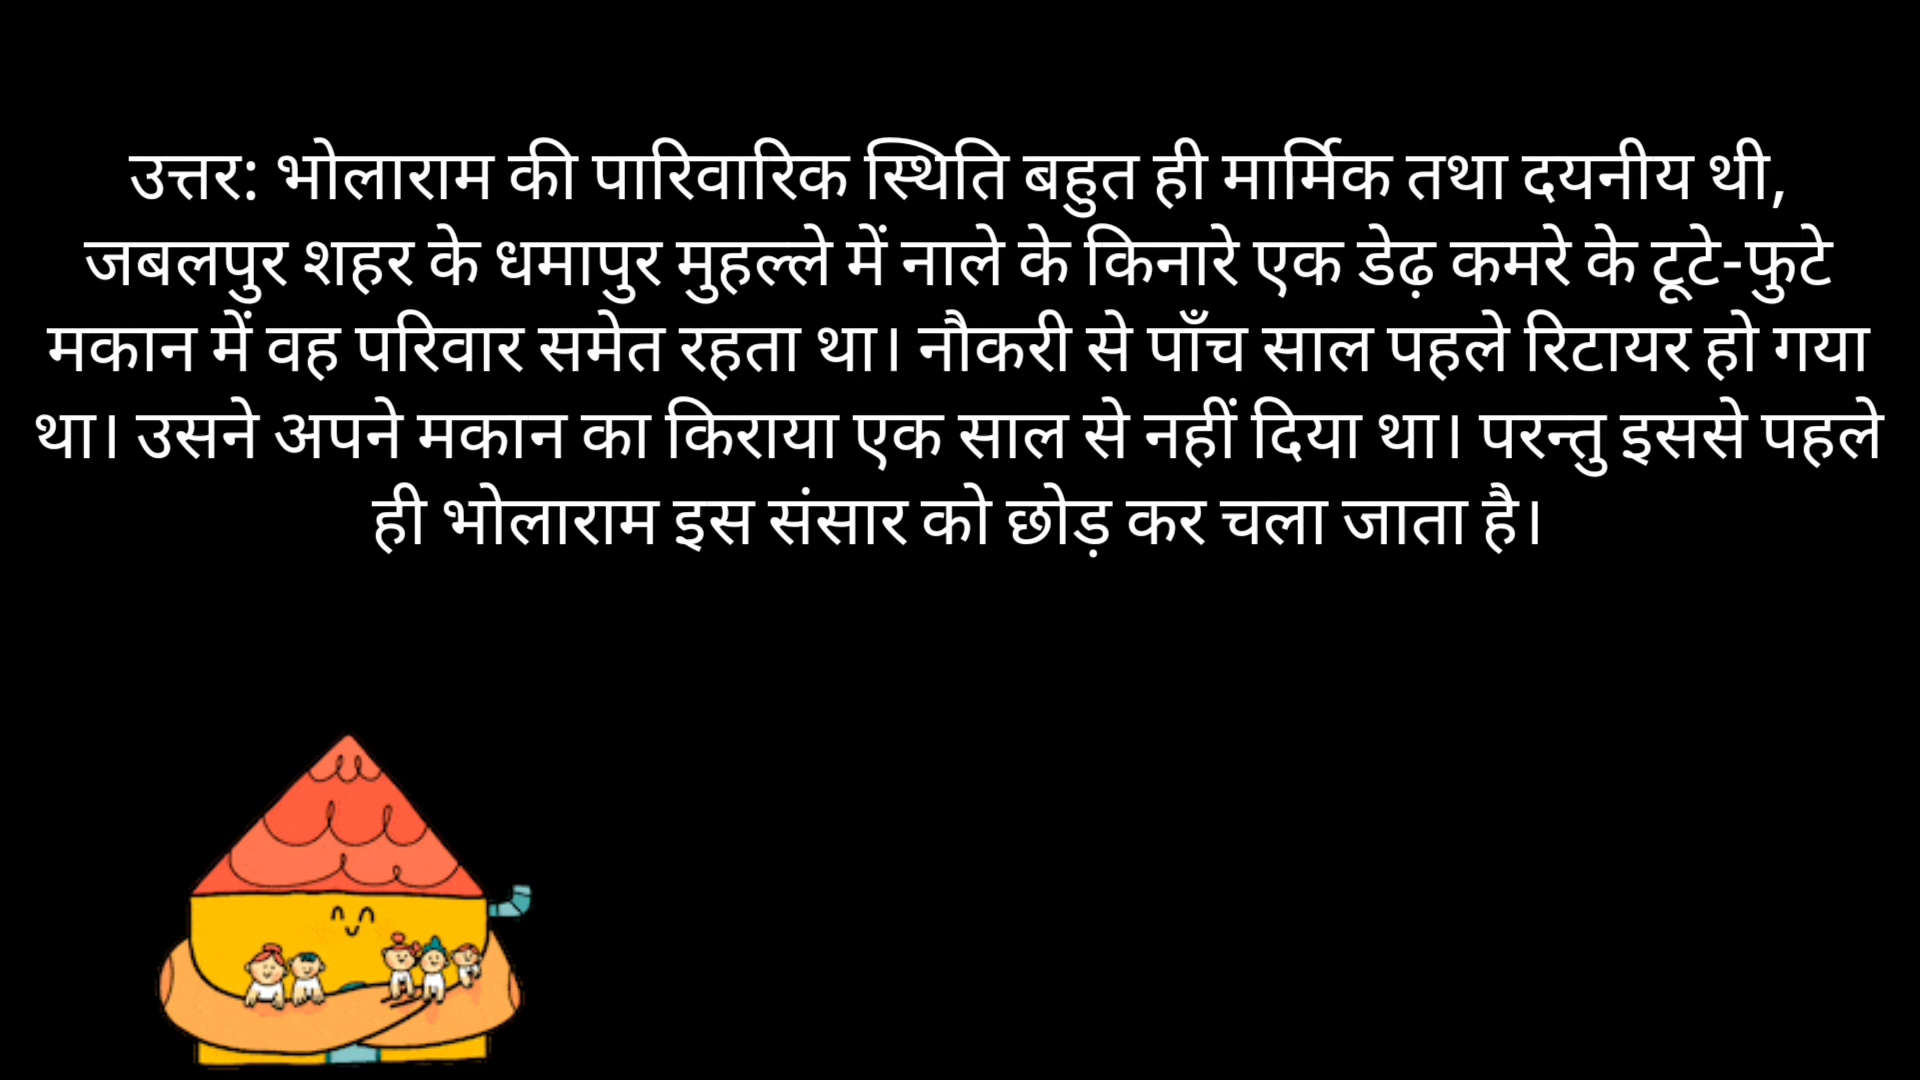 उत्तर: भोलाराम की पारिवारिक स्थिति बहुत ही मार्मिक तथा दयनीय थी,
जबलपुर शहर के धमापुर मुहल्ले में नाले के किनारे एक डेढ़ कमरे के टूटे-फुटे
मकान में वह परिवार समेत रहता था। नौकरी से पाँच साल पहले रिटायर हो गया
था। उसने अपने मकान का किराया एक साल से नहीं दिया था। परन्तु इससे पहले
ही भोलाराम इस संसार को छोड़ कर चला जाता है।